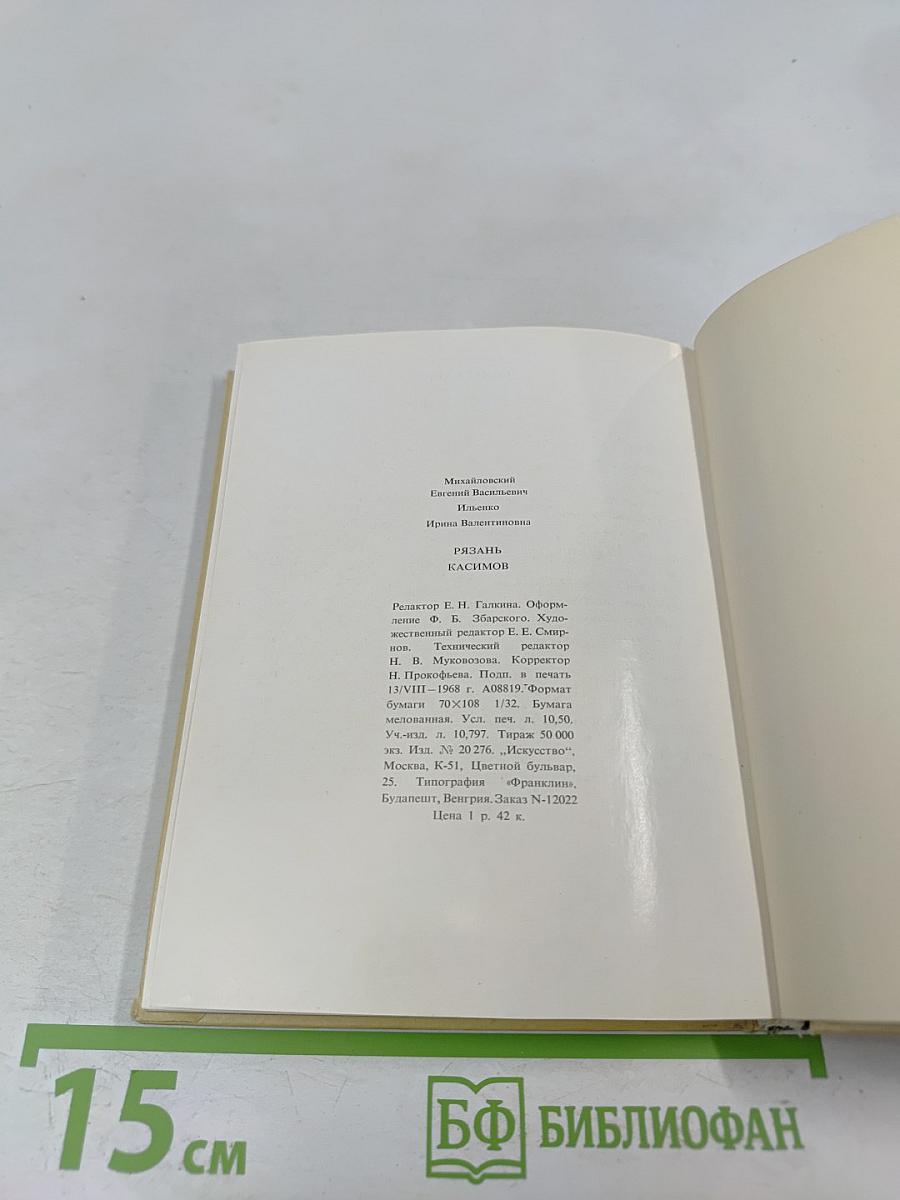 Михайловский
Евгений Васильевич
Ильенко
Ирина Валентиновна
РЯЗАНЬ
КАСИМОВ
Редактор Е. Н. Галкина. Оформ-
ление Ф. Б. Збарского. Худо-
жественный редактор Е. Е. Смир-
нов. Технический редактор
Н. В. Муковозова. Корректор
Н. Прокофьева. Подп. в печать
13/VIII—1968 г. А08819. Формат
бумаги 70×108 1/32. Бумага
мелованная. Усл. печ. л. 10,50.
Уч.-изд. л. 10,797. Тираж 50 000
экз. Изд. № 20 276. „Искусство“,
Москва, К-51, Цветной бульвар,
25. Типография «Франклин»,
Будапешт, Венгрия. Заказ N-12022
Цена 1 р. 42 к.
15 см
БФ БИБЛИОФАН